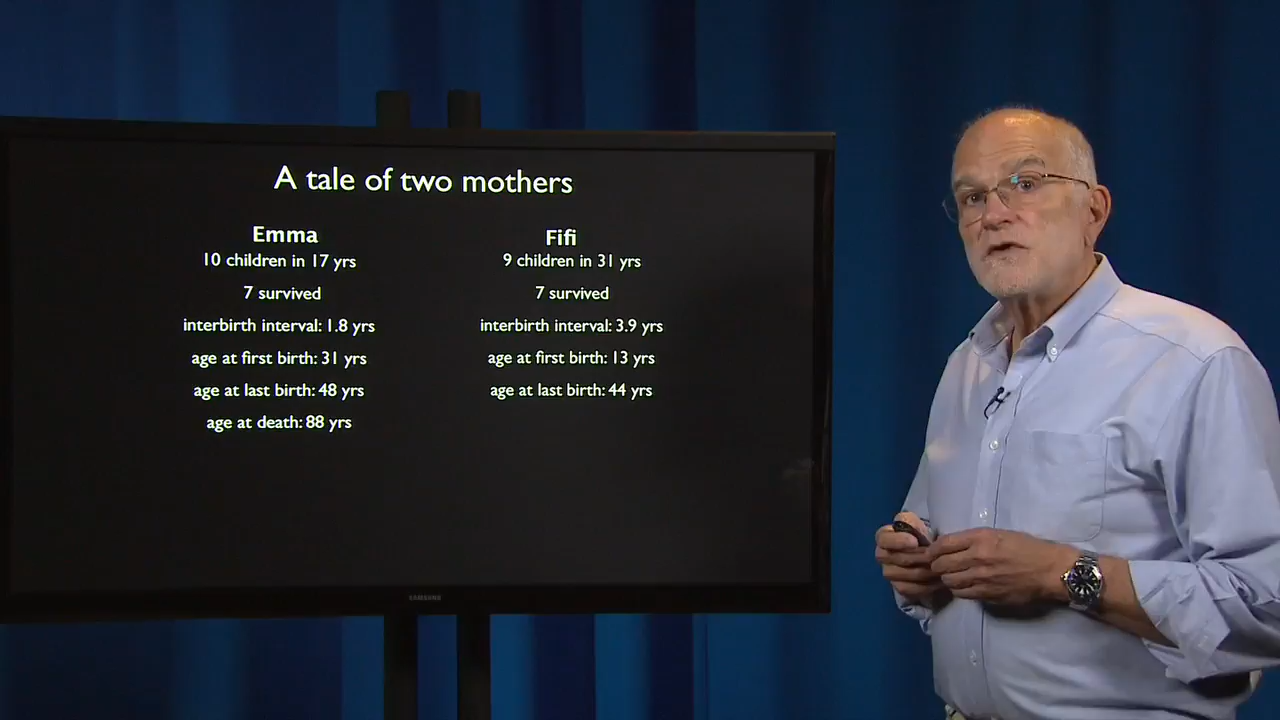 A tale of two mothers
Emma
10 children in 17 yrs
7 survived
interbirth interval: 1.8 yrs
age at first birth: 31 yrs
age at last birth: 48 yrs
age at death: 88 yrs
Fifi
9 children in 31 yrs
7 survived
interbirth interval: 3.9 yrs
age at first birth: 13 yrs
age at last birth: 44 yrs
SAMSUNG